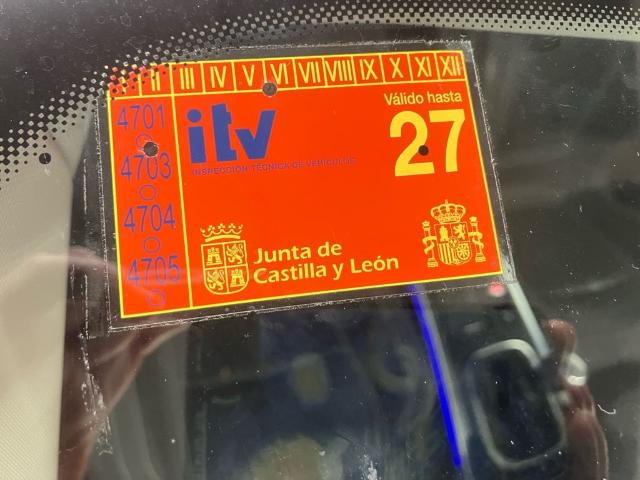 I II III IV V VI VII VIII IX X XI XII
4701
4703
4704
4705
itv
INSPECCIÓN TÉCNICA DE VEHÍCULOS
Válido hasta
27
Junta de
Castilla y León